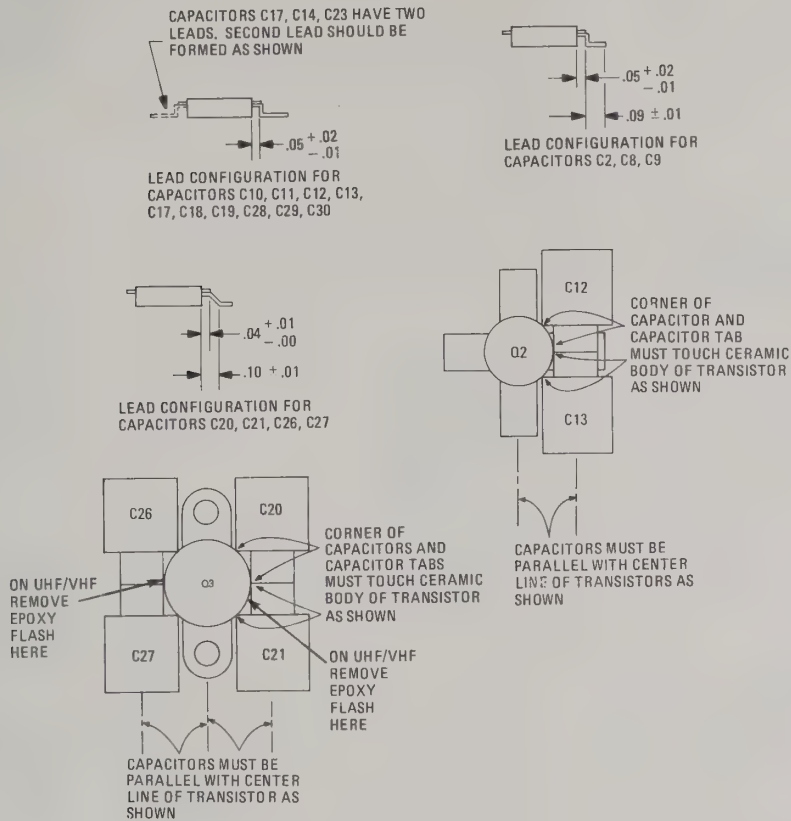 CAPACITORS C17, C14, C23 HAVE TWO
LEADS. SECOND LEAD SHOULD BE
FORMED AS SHOWN
.05 + .02
- .01
LEAD CONFIGURATION FOR
CAPACITORS C10, C11, C12, C13,
C17, C18, C19, C28, C29, C30
.05 + .02
- .01
.09 ± .01
LEAD CONFIGURATION FOR
CAPACITORS C2, C8, C9
.04 + .01
- .00
.10 + .01
LEAD CONFIGURATION FOR
CAPACITORS C20, C21, C26, C27
C12
Q2
C13
CORNER OF
CAPACITOR AND
CAPACITOR TAB
MUST TOUCH CERAMIC
BODY OF TRANSISTOR
AS SHOWN
CAPACITORS MUST BE
PARALLEL WITH CENTER
LINE OF TRANSISTORS AS
SHOWN
C26
C20
Q3
C27
C21
CORNER OF
CAPACITORS AND
CAPACITOR TABS
MUST TOUCH CERAMIC
BODY OF TRANSISTOR
AS SHOWN
ON UHF/VHF
REMOVE
EPOXY
FLASH
HERE
ON UHF/VHF
REMOVE
EPOXY
FLASH
HERE
CAPACITORS MUST BE
PARALLEL WITH CENTER
LINE OF TRANSISTOR AS
SHOWN